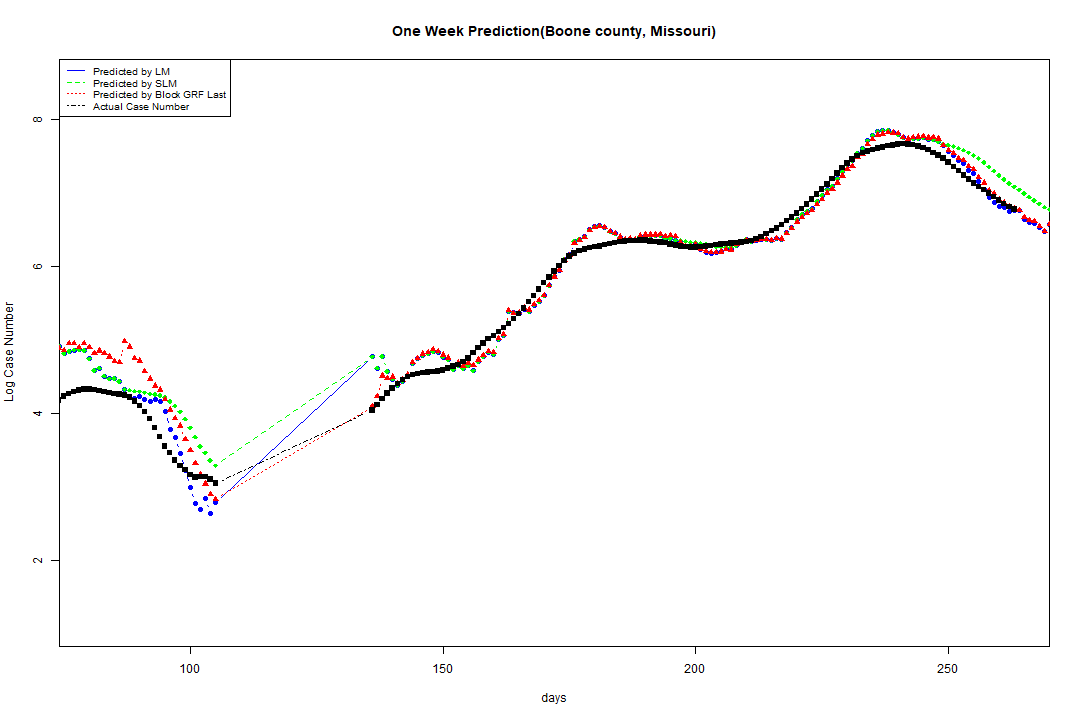 One Week Prediction(Boone county, Missouri)
Predicted by LM
Predicted by SLM
Predicted by Block GRF Last
Actual Case Number
8
6
4
2
Log Case Number
100 150 200 250
days